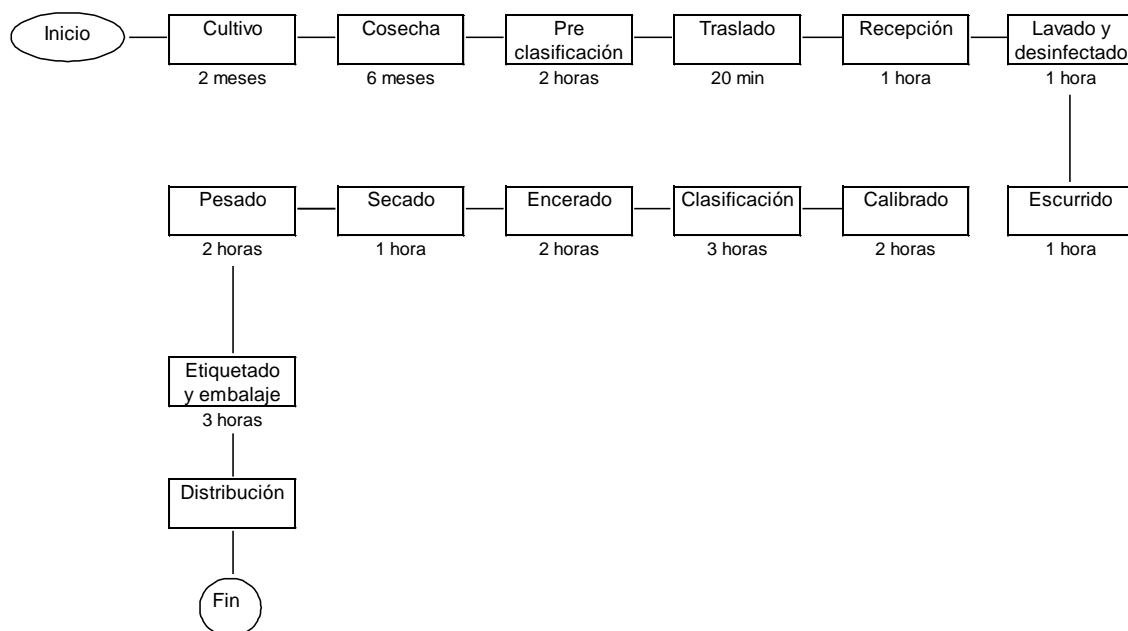 Inicio
Cultivo
2 meses
Cosecha
6 meses
Pre
clasificación
2 horas
Traslado
20 min
Recepción
1 hora
Lavado y
desinfectado
1 hora
Escurrido
1 hora
Calibrado
2 horas
Clasificación
3 horas
Encerado
2 horas
Secado
1 hora
Pesado
2 horas
Etiquetado
y embalaje
3 horas
Distribución
Fin